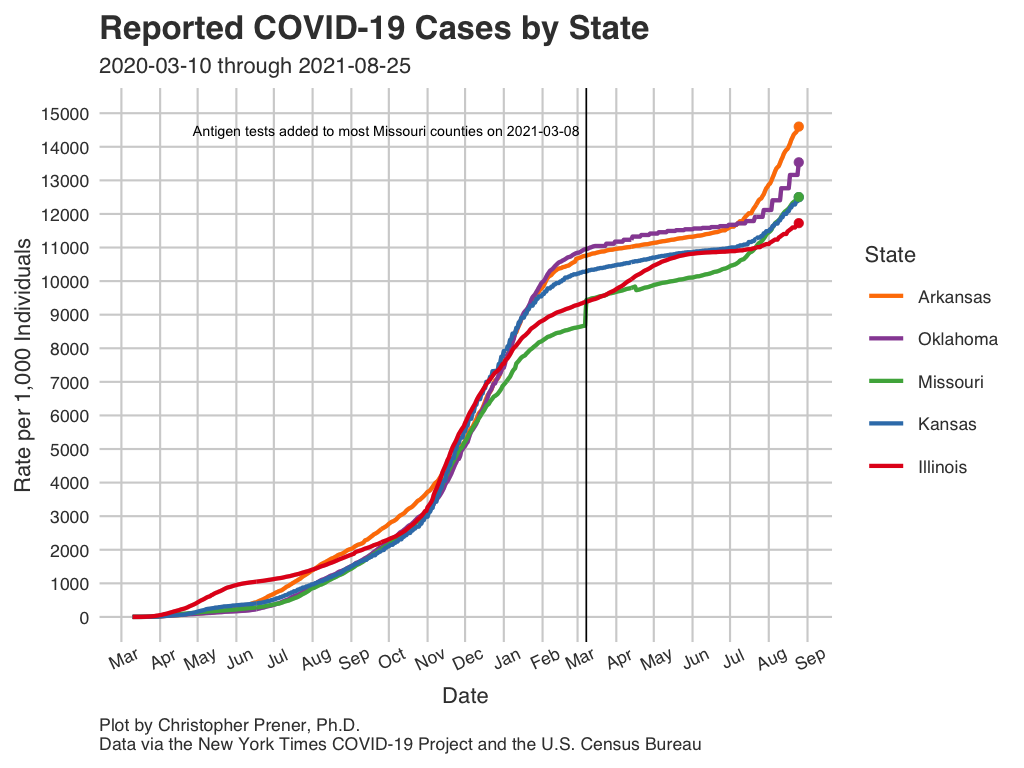 Reported COVID-19 Cases by State
2020-03-10 through 2021-08-25
Rate per 1,000 Individuals
15000
14000
13000
12000
11000
10000
9000
8000
7000
6000
5000
4000
3000
2000
1000
0
Antigen tests added to most Missouri counties on 2021-03-08
Mar Apr May Jun Jul Aug Sep Oct Nov Dec Jan Feb Mar Apr May Jun Jul Aug Sep
Date
State
Arkansas
Oklahoma
Missouri
Kansas
Illinois
Plot by Christopher Prener, Ph.D.
Data via the New York Times COVID-19 Project and the U.S. Census Bureau